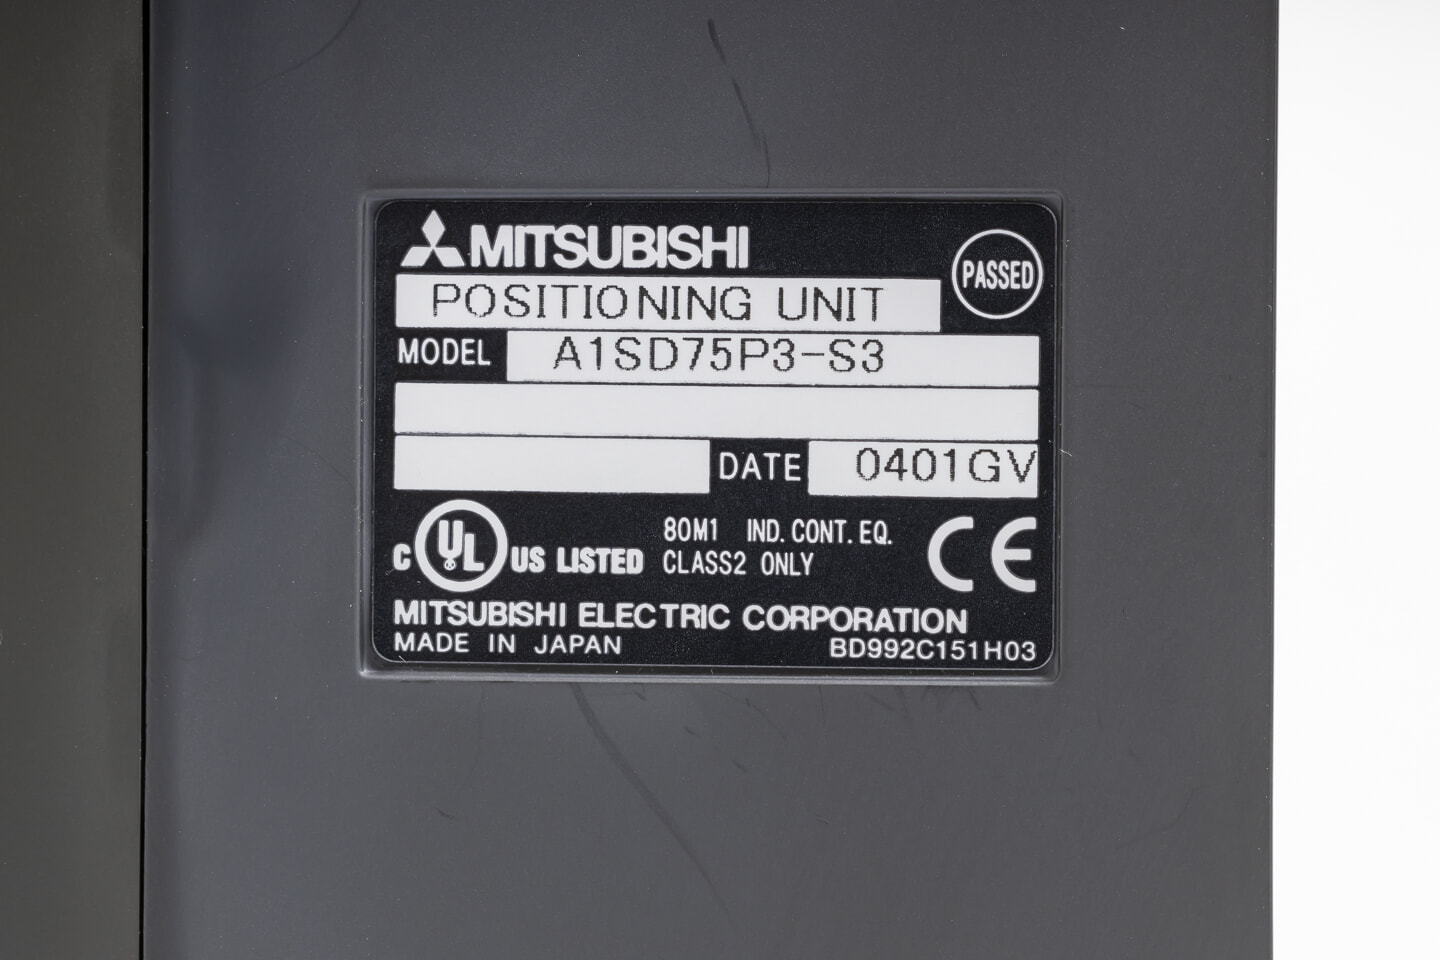 MITSUBISHI
PASSED
POSITIONING UNIT
MODEL A1SD75P3-S3
DATE 0401GV
C UL US LISTED
80M1 IND. CONT. EQ.
CLASS2 ONLY
CE
MITSUBISHI ELECTRIC CORPORATION
MADE IN JAPAN BD992C151H03